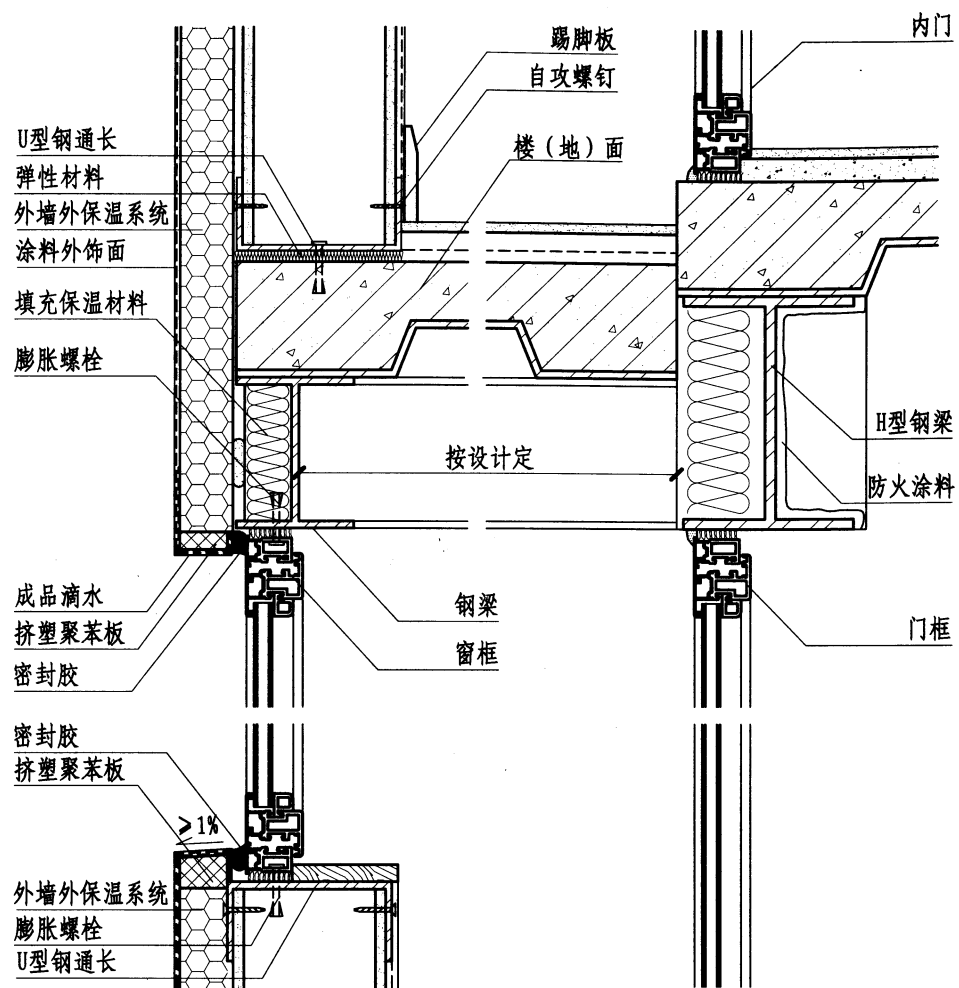 内门
踢脚板
自攻螺钉
楼（地）面
U型钢通长
弹性材料
外墙外保温系统
涂料外饰面
填充保温材料
膨胀螺栓
H型钢梁
按设计定
防火涂料
成品滴水
挤塑聚苯板
密封胶
钢梁
窗框
门框
密封胶
挤塑聚苯板
≥1%
外墙外保温系统
膨胀螺栓
U型钢通长